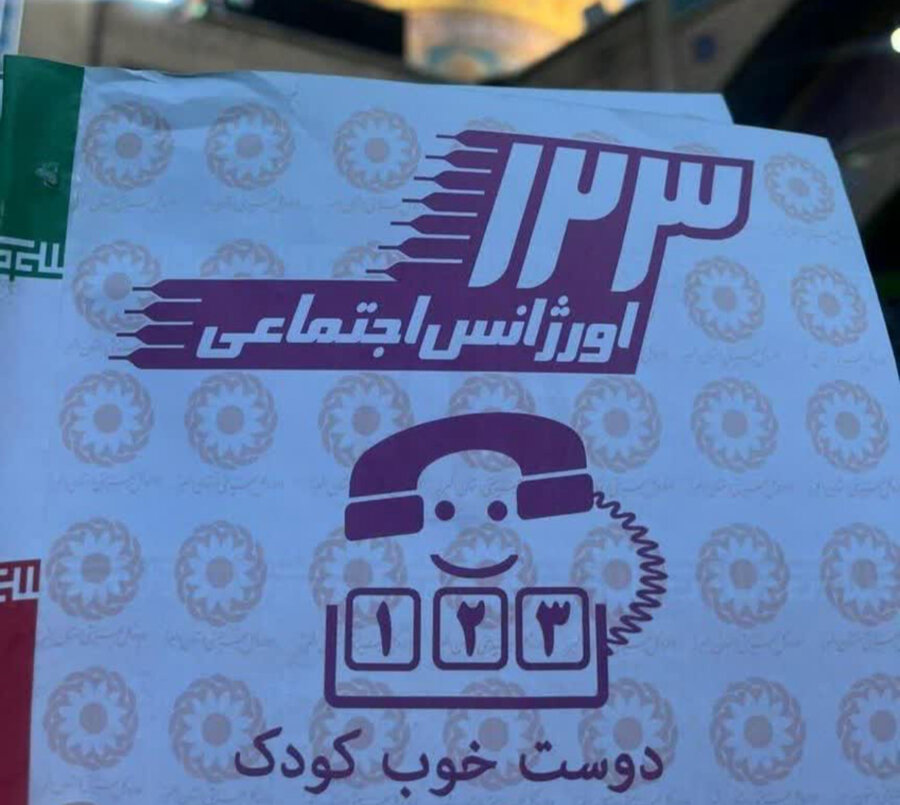 ۱۲۳
اورژانس اجتماعی
۱ ۲ ۳
دوست خوب کودک